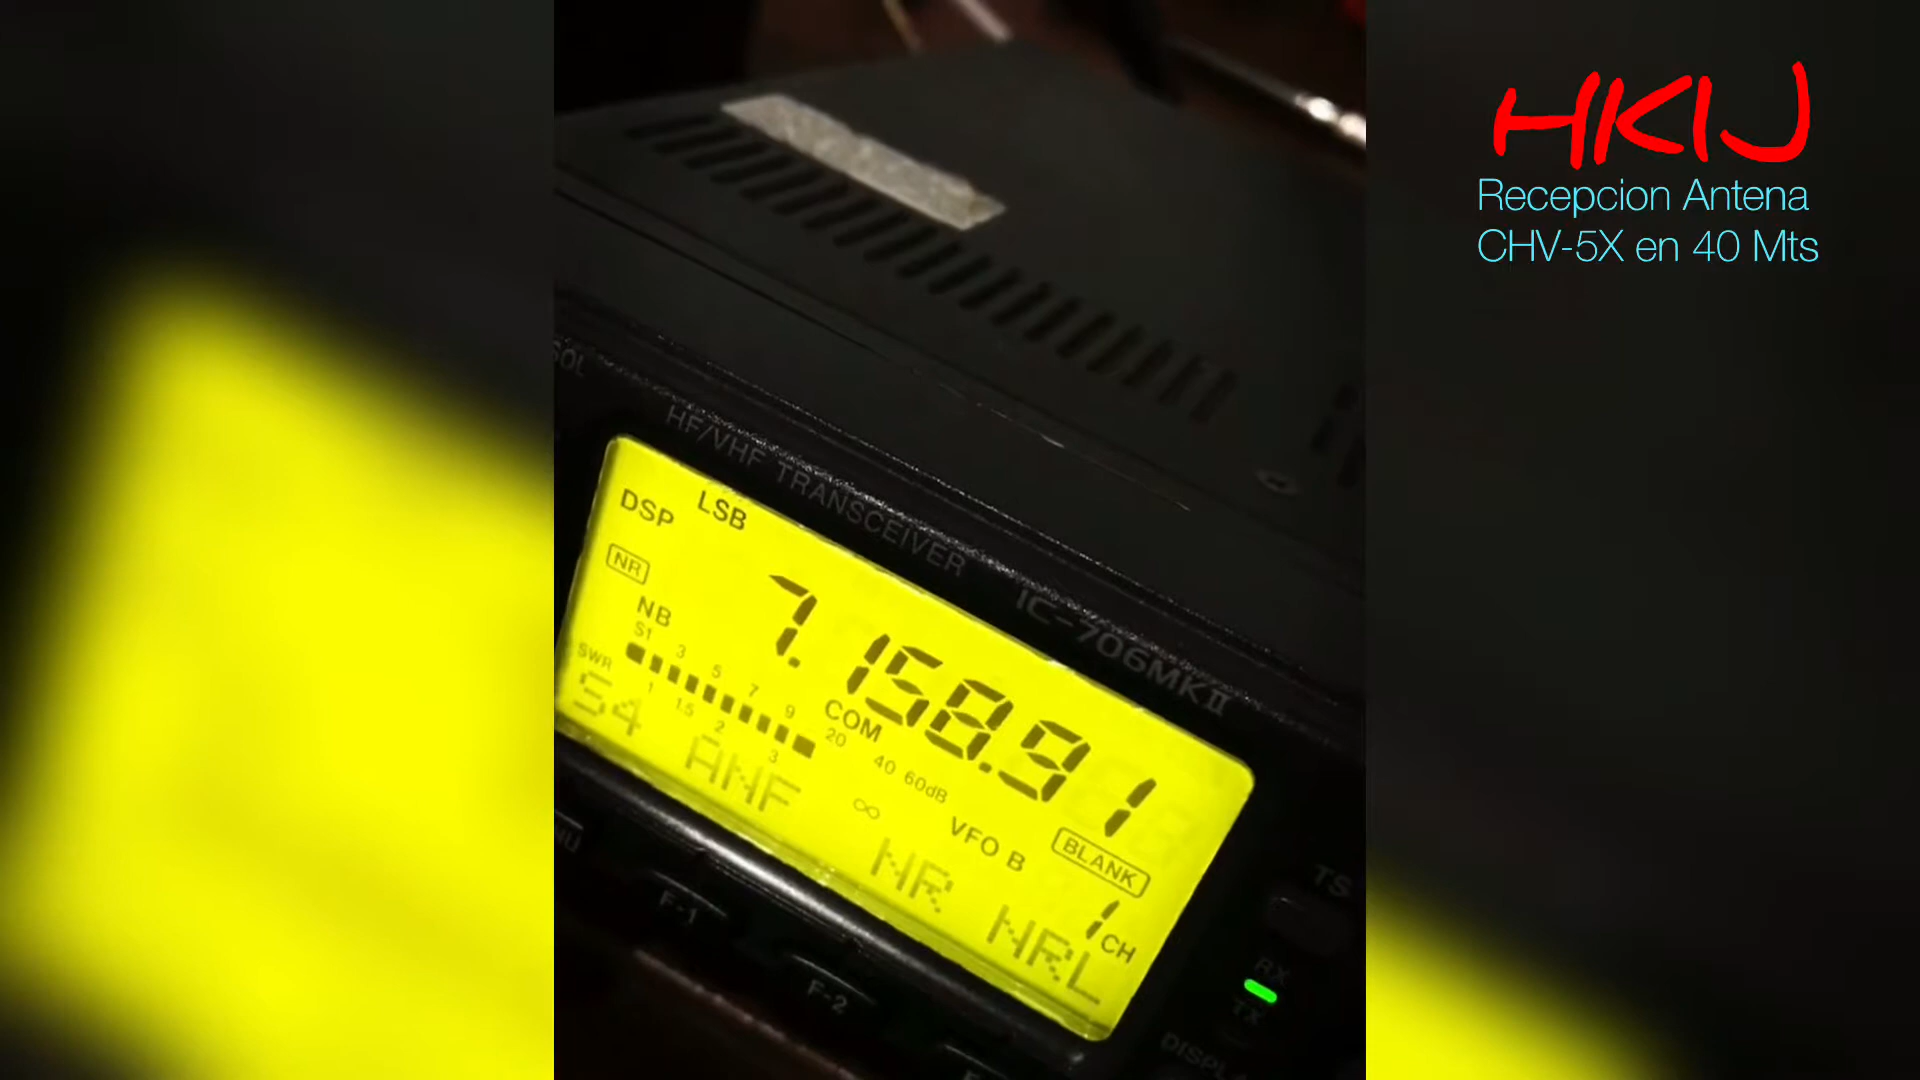 HKIJ
Recepcion Antena
CHV-5X en 40 Mts
HF/VHF TRANSCEIVER
IC-706MKII
DSP LSB
NR
NB
7.158.91
S1 3 5 7 9 20 40 60dB
SWR 1 1.5 2 3 ∞
COM
VFO B BLANK
1 CH
S4 ANF NR NRL
F-1
F-2
TS
RX
TX